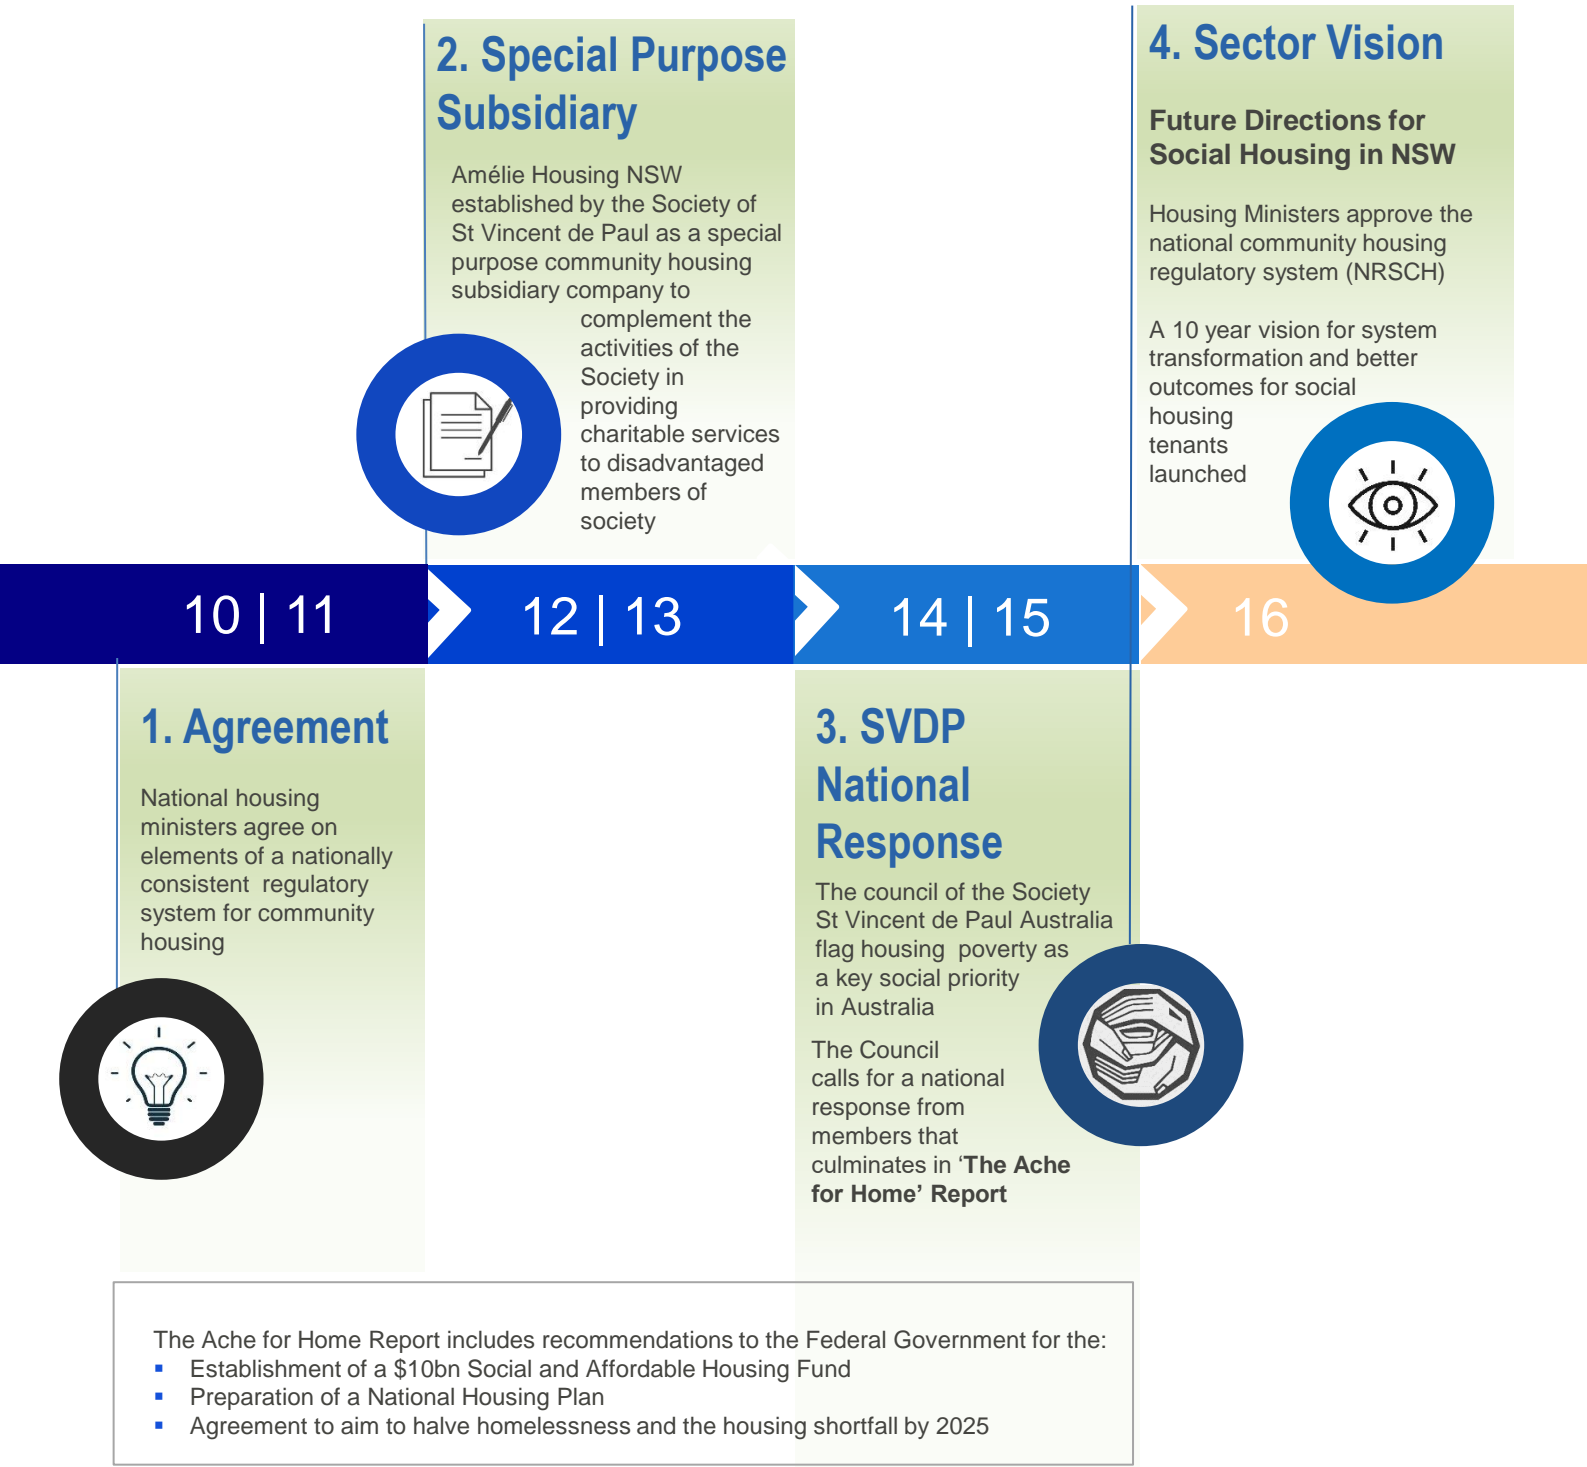 2. Special Purpose
Subsidiary
Amélie Housing NSW
established by the Society of
St Vincent de Paul as a special
purpose community housing
subsidiary company to
complement the
activities of the
Society in
providing
charitable services
to disadvantaged
members of
society
4. Sector Vision
Future Directions for
Social Housing in NSW
Housing Ministers approve the
national community housing
regulatory system (NRSCH)
A 10 year vision for system
transformation and better
outcomes for social
housing
tenants
launched
10 | 11
12 | 13
14 | 15
16
1. Agreement
National housing
ministers agree on
elements of a nationally
consistent regulatory
system for community
housing
3. SVDP
National
Response
The council of the Society
St Vincent de Paul Australia
flag housing poverty as
a key social priority
in Australia
The Council
calls for a national
response from
members that
culminates in ‘The Ache
for Home’ Report
The Ache for Home Report includes recommendations to the Federal Government for the:
▪ Establishment of a $10bn Social and Affordable Housing Fund
▪ Preparation of a National Housing Plan
▪ Agreement to aim to halve homelessness and the housing shortfall by 2025